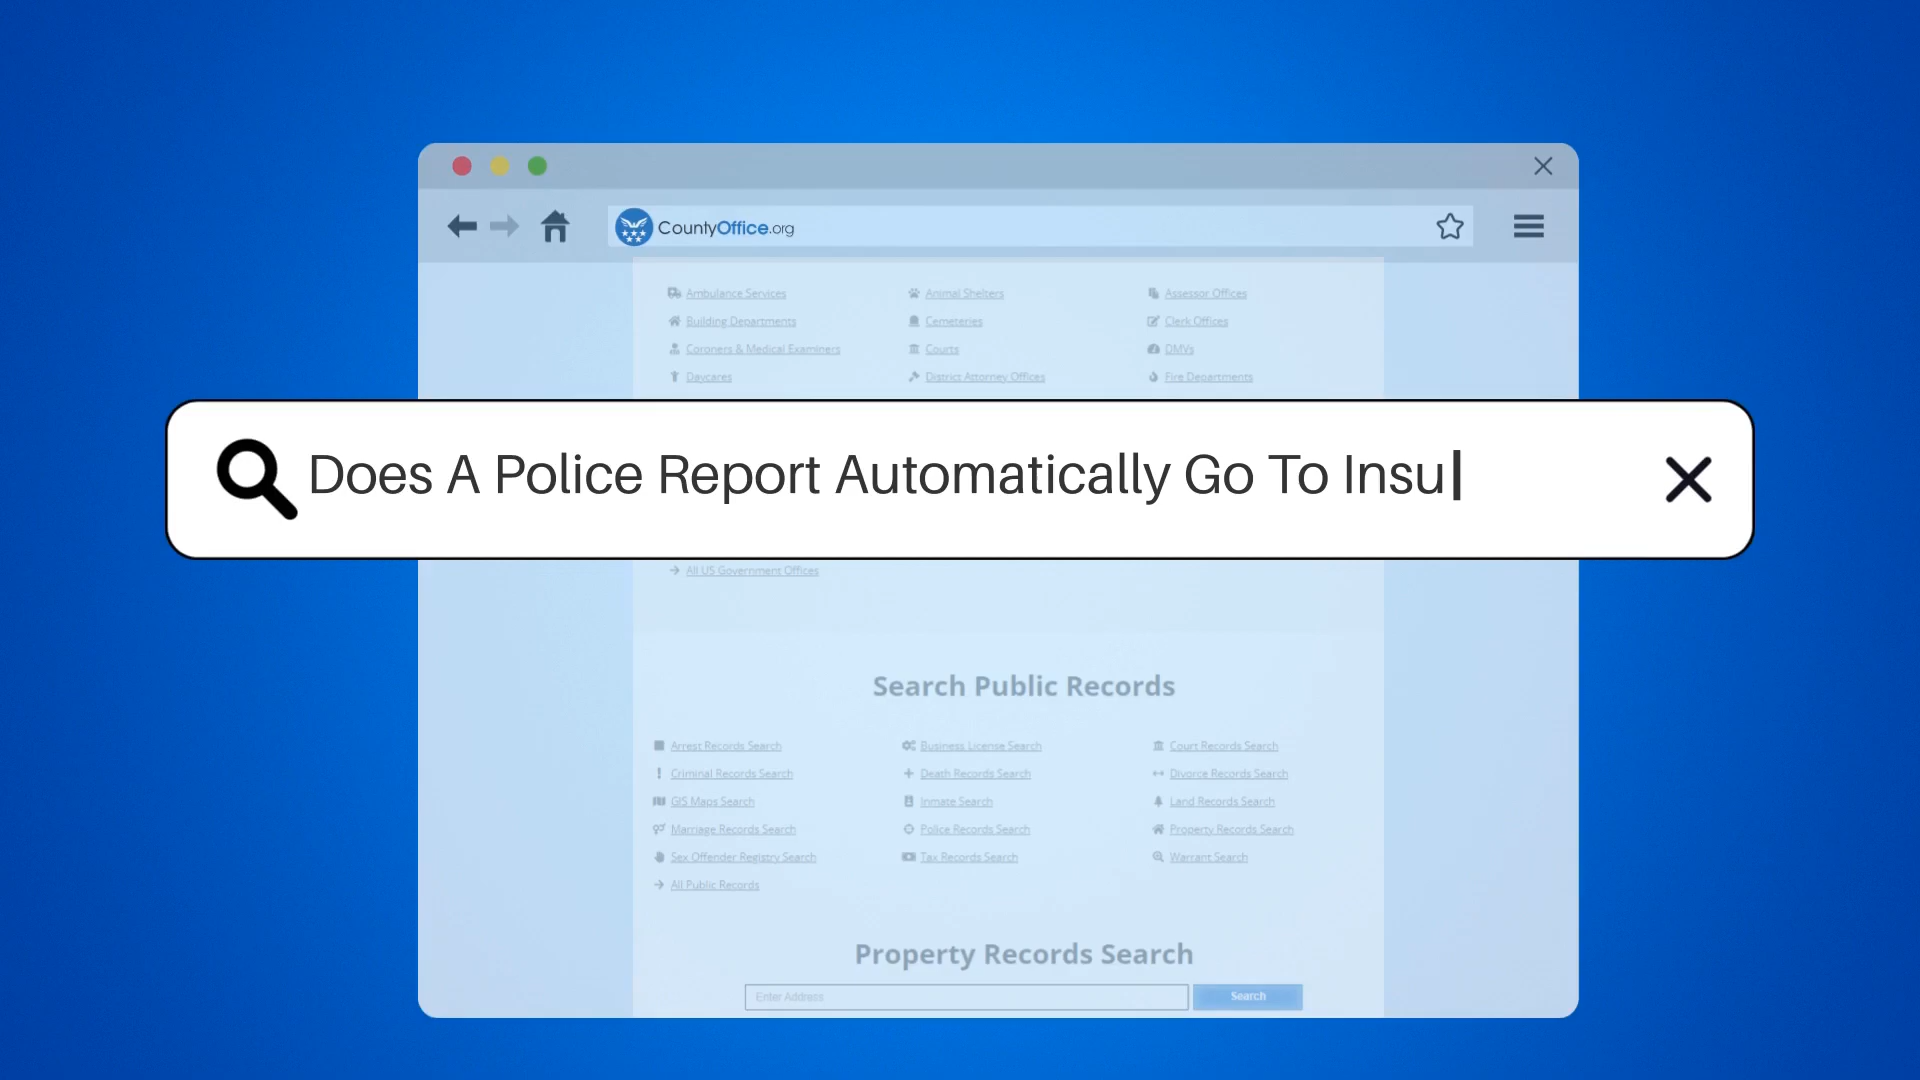 CountyOffice.org
Ambulance Services Animal Shelters Assessor Offices
Building Departments Cemeteries Clerk Offices
Coroners & Medical Examiners Courts DMVs
Daycares District Attorney Offices Fire Departments
Does A Police Report Automatically Go To Insu
All US Government Offices
Search Public Records
Arrest Records Search Business License Search Court Records Search
Criminal Records Search Death Records Search Divorce Records Search
GIS Maps Search Inmate Search Land Records Search
Marriage Records Search Police Records Search Property Records Search
Sex Offender Registry Search Tax Records Search Warrant Search
All Public Records
Property Records Search
Enter Address Search